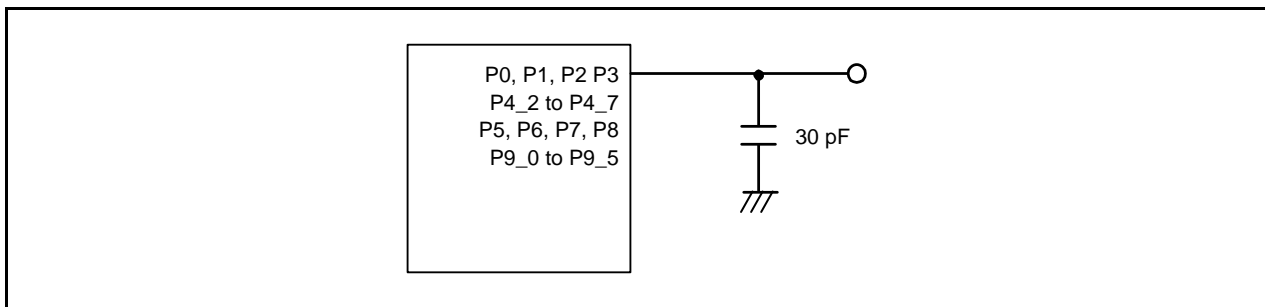 P0, P1, P2 P3
P4_2 to P4_7
P5, P6, P7, P8
P9_0 to P9_5
30 pF